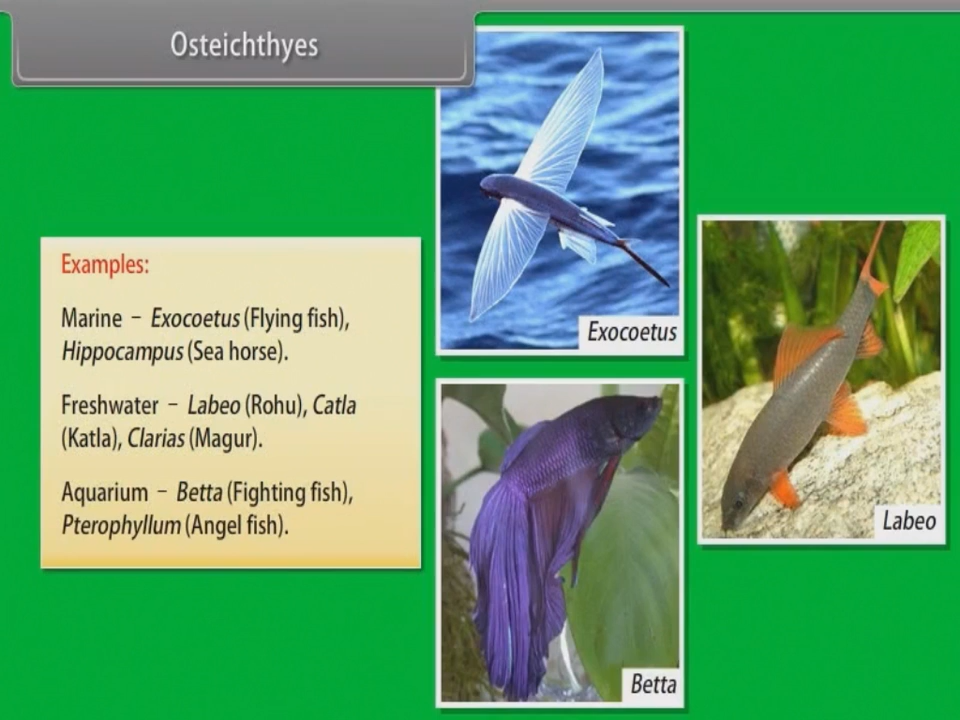 Osteichthyes
Examples:
Marine – Exocoetus (Flying fish),
Hippocampus (Sea horse).
Freshwater – Labeo (Rohu), Catla
(Katla), Clarias (Magur).
Aquarium – Betta (Fighting fish),
Pterophyllum (Angel fish).
Exocoetus
Labeo
Betta